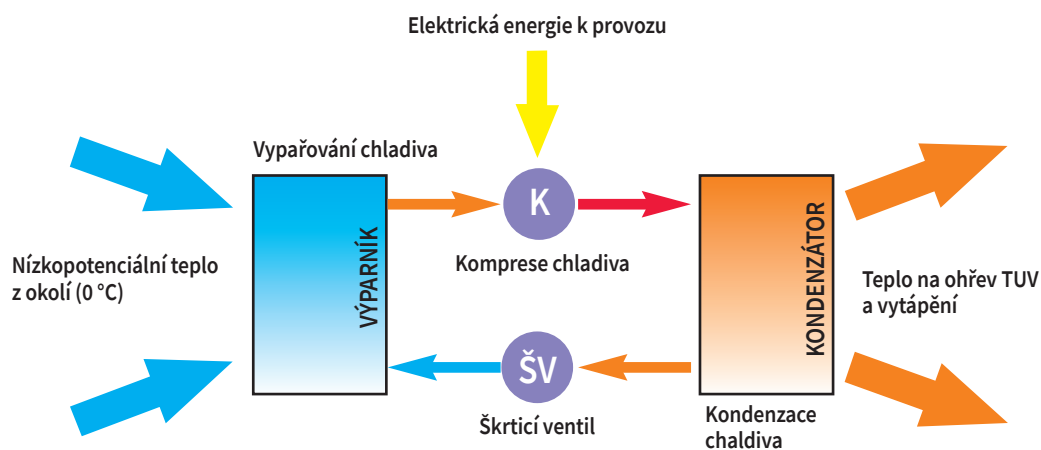 Elektrická energie k provozu
Vypařování chladiva
K
VÝPARNÍK
KONDENZÁTOR
Komprese chladiva
Nízkopotenciální teplo
z okolí (0 °C)
Teplo na ohřev TUV
a vytápění
ŠV
Škrticí ventil
Kondenzace
chaldiva